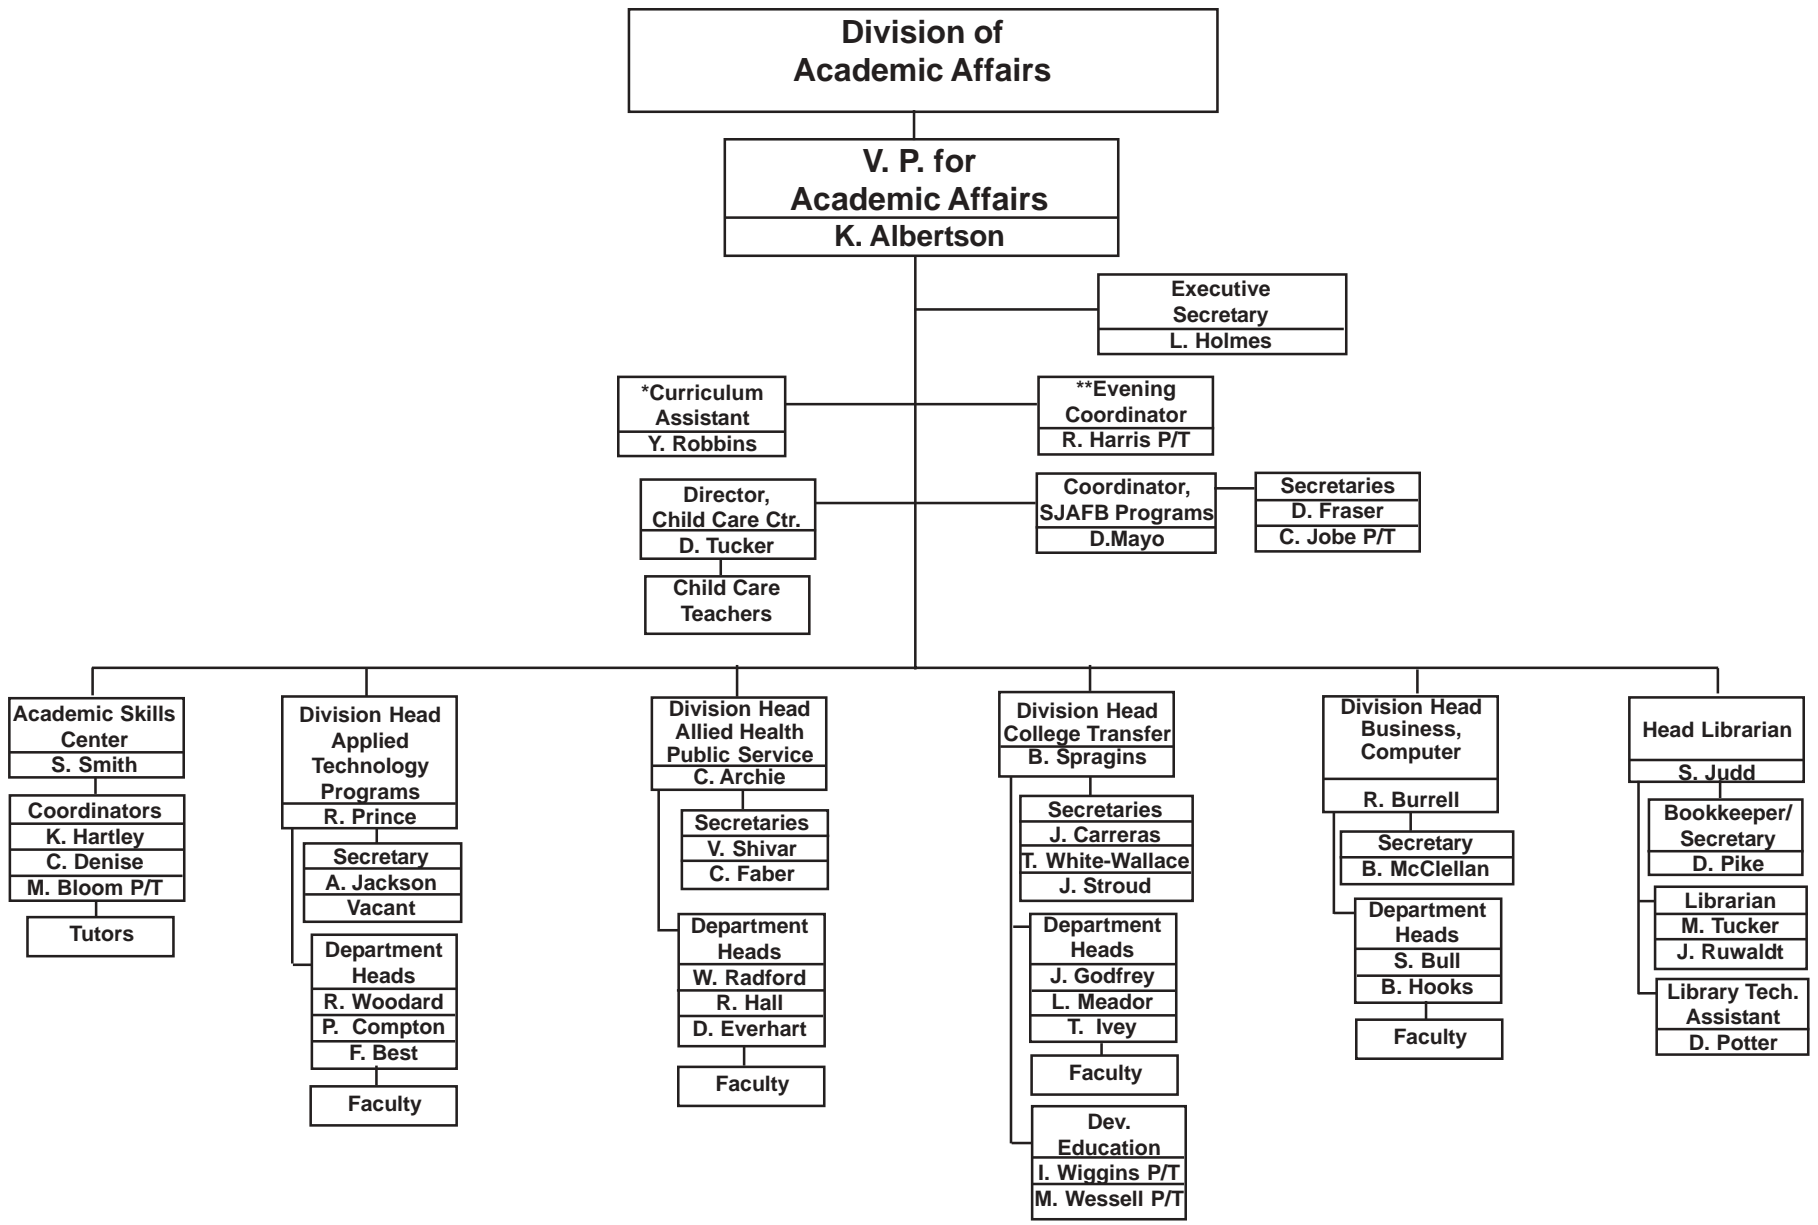 Division of
Academic Affairs
V. P. for
Academic Affairs
K. Albertson
Executive
Secretary
L. Holmes
*Curriculum
Assistant
Y. Robbins
**Evening
Coordinator
R. Harris P/T
Director,
Child Care Ctr.
D. Tucker
Child Care
Teachers
Coordinator,
SJAFB Programs
D.Mayo
Secretaries
D. Fraser
C. Jobe P/T
Academic Skills
Center
S. Smith
Coordinators
K. Hartley
C. Denise
M. Bloom P/T
Tutors
Division Head
Applied
Technology
Programs
R. Prince
Secretary
A. Jackson
Vacant
Department
Heads
R. Woodard
P. Compton
F. Best
Faculty
Division Head
Allied Health
Public Service
C. Archie
Secretaries
V. Shivar
C. Faber
Department
Heads
W. Radford
R. Hall
D. Everhart
Faculty
Division Head
College Transfer
B. Spragins
Secretaries
J. Carreras
T. White-Wallace
J. Stroud
Department
Heads
J. Godfrey
L. Meador
T. Ivey
Faculty
Dev.
Education
I. Wiggins P/T
M. Wessell P/T
Division Head
Business,
Computer
R. Burrell
Secretary
B. McClellan
Department
Heads
S. Bull
B. Hooks
Faculty
Head Librarian
S. Judd
Bookkeeper/
Secretary
D. Pike
Librarian
M. Tucker
J. Ruwaldt
Library Tech.
Assistant
D. Potter